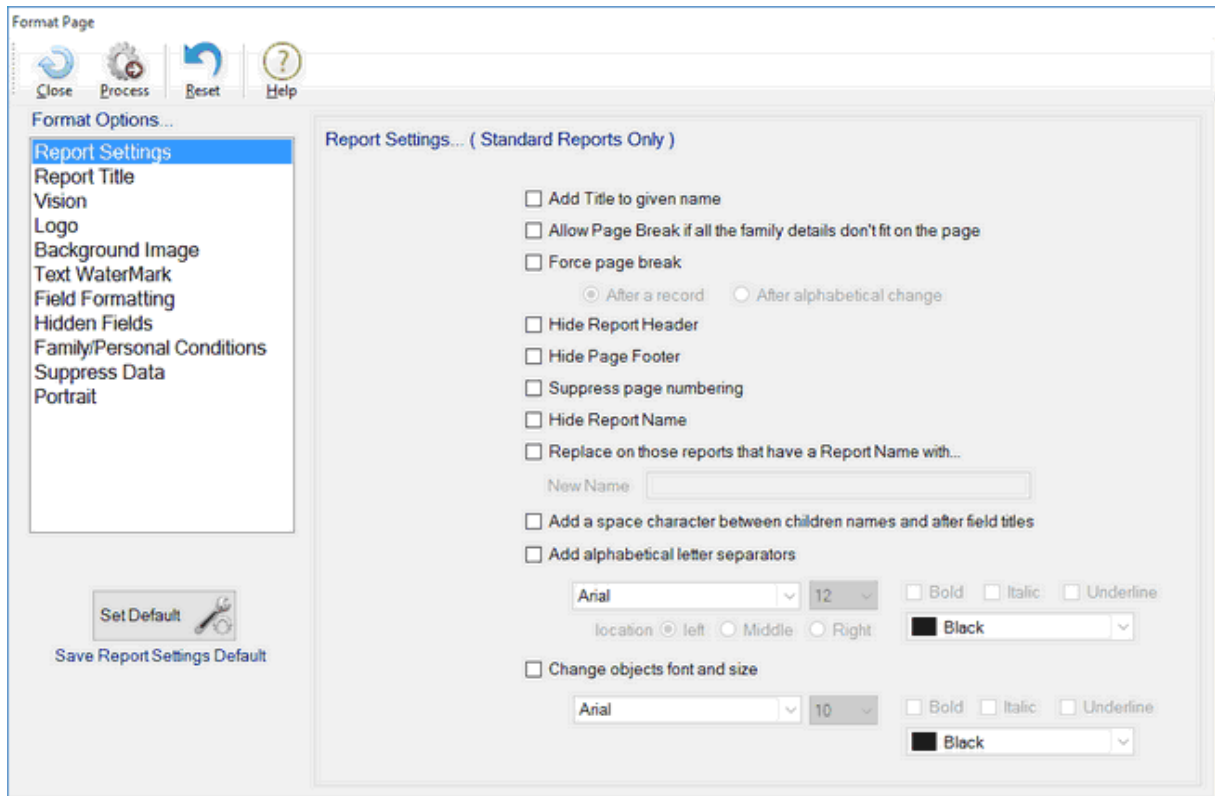 Format Page
Close Process Reset Help
Format Options...
Report Settings
Report Title
Vision
Logo
Background Image
Text WaterMark
Field Formatting
Hidden Fields
Family/Personal Conditions
Suppress Data
Portrait
Set Default
Save Report Settings Default
Report Settings... ( Standard Reports Only )
Add Title to given name
Allow Page Break if all the family details don't fit on the page
Force page break
After a record After alphabetical change
Hide Report Header
Hide Page Footer
Suppress page numbering
Hide Report Name
Replace on those reports that have a Report Name with...
New Name
Add a space character between children names and after field titles
Add alphabetical letter separators
Arial 12 Bold Italic Underline
location left Middle Right Black
Change objects font and size
Arial 10 Bold Italic Underline
Black